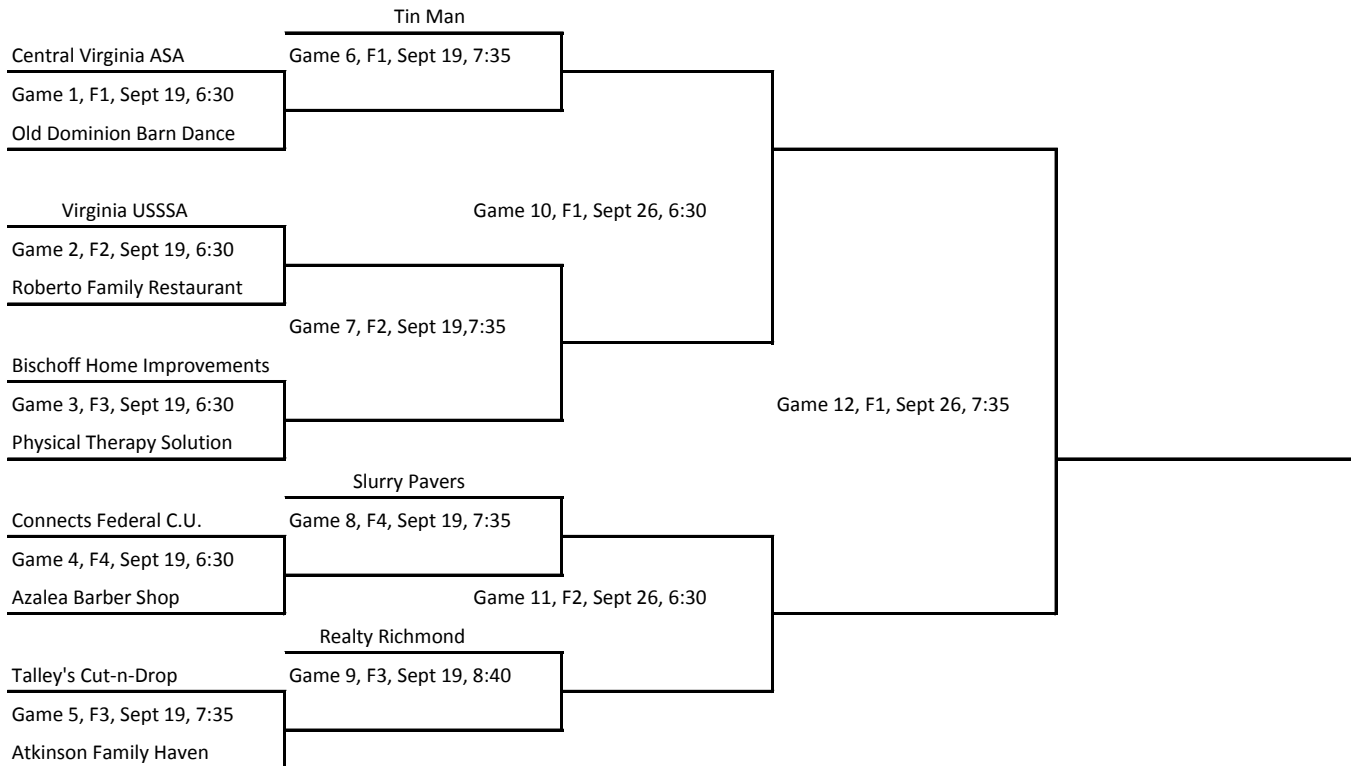 Tin Man
Central Virginia ASA
Game 6, F1, Sept 19, 7:35
Game 1, F1, Sept 19, 6:30
Old Dominion Barn Dance
Virginia USSSA
Game 10, F1, Sept 26, 6:30
Game 2, F2, Sept 19, 6:30
Roberto Family Restaurant
Game 7, F2, Sept 19,7:35
Bischoff Home Improvements
Game 3, F3, Sept 19, 6:30
Game 12, F1, Sept 26, 7:35
Physical Therapy Solution
Slurry Pavers
Connects Federal C.U.
Game 8, F4, Sept 19, 7:35
Game 4, F4, Sept 19, 6:30
Azalea Barber Shop
Game 11, F2, Sept 26, 6:30
Realty Richmond
Talley's Cut-n-Drop
Game 9, F3, Sept 19, 8:40
Game 5, F3, Sept 19, 7:35
Atkinson Family Haven